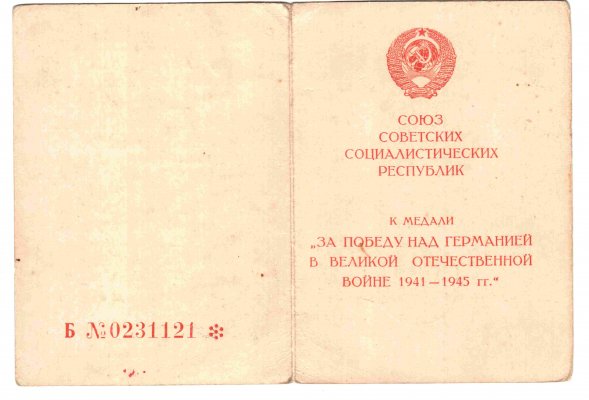 Б №0231121
СОЮЗ
СОВЕТСКИХ
СОЦИАЛИСТИЧЕСКИХ
РЕСПУБЛИК
К МЕДАЛИ
„ЗА ПОБЕДУ НАД ГЕРМАНИЕЙ
В ВЕЛИКОЙ ОТЕЧЕСТВЕННОЙ
ВОЙНЕ 1941—1945 гг.“